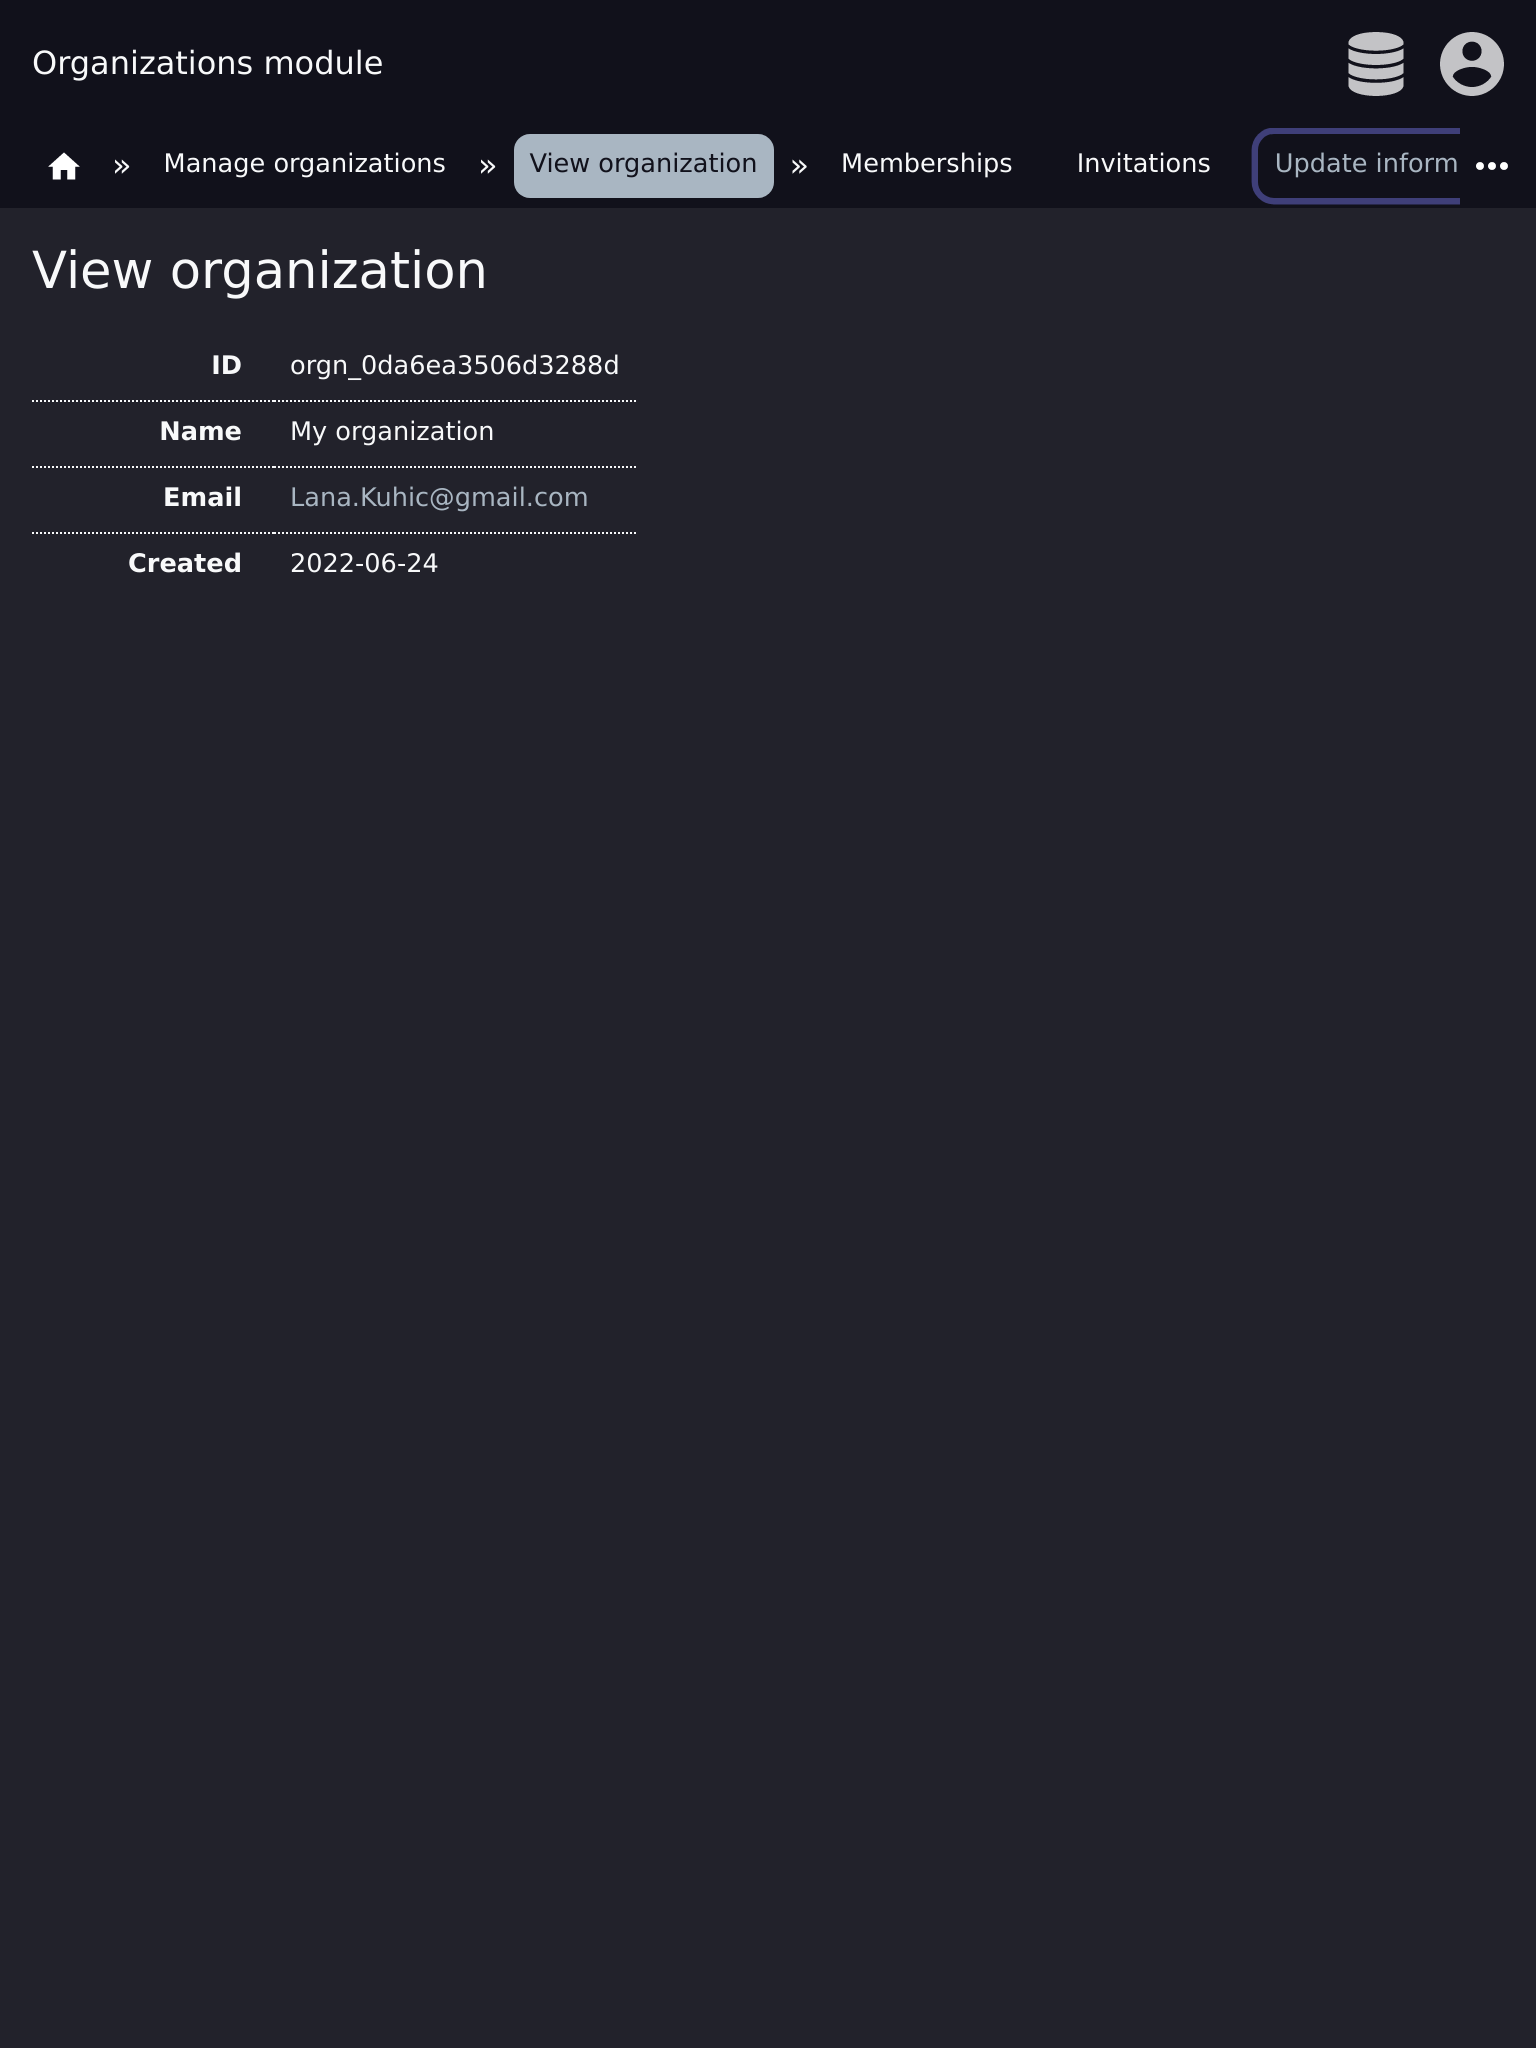 Organizations module
» Manage organizations » View organization » Memberships Invitations Update inform •••
View organization
ID orgn_0da6ea3506d3288d
Name My organization
Email Lana.Kuhic@gmail.com
Created 2022-06-24